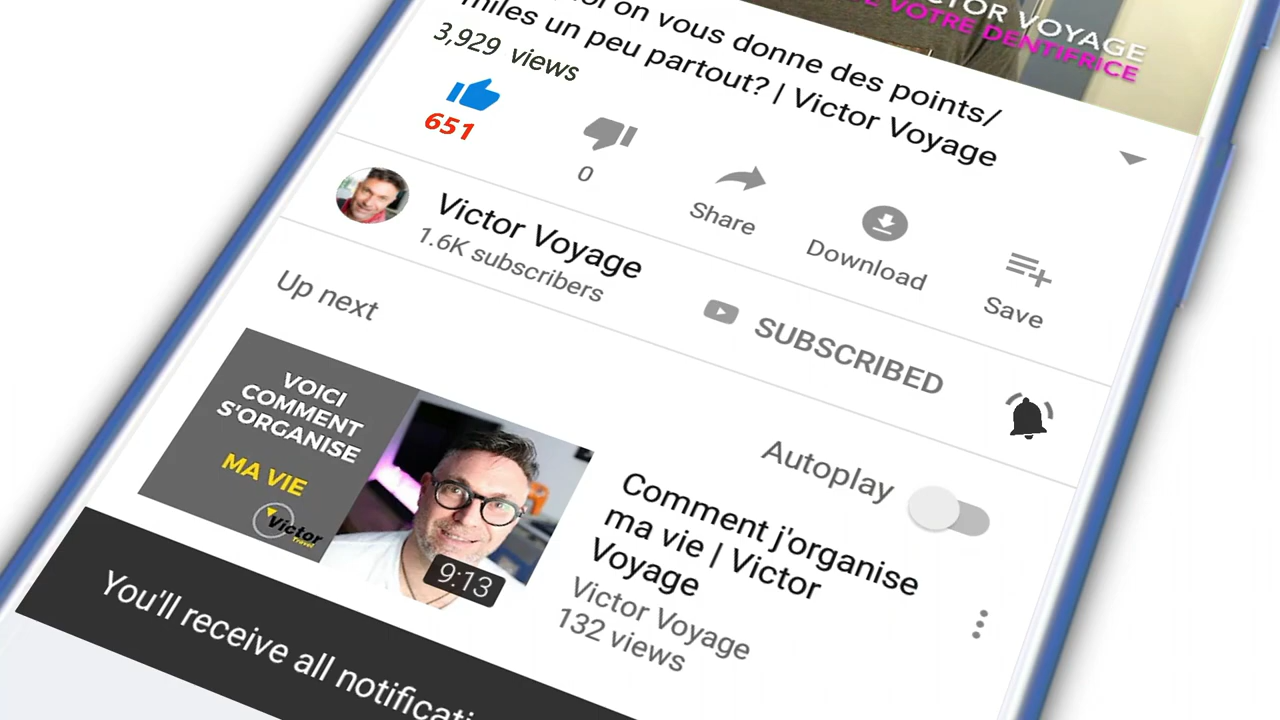 CTOR VOYAGE
VOTRE DENTIFRICE
on vous donne des points/
miles un peu partout? | Victor Voyage
3,929 views
651
0
Share
Download
Save
Victor Voyage
1.6K subscribers
SUBSCRIBED
Up next
Autoplay
VOICI
COMMENT
S'ORGANISE
MA VIE
Victor
Travel
9:13
Comment j'organise
ma vie | Victor
Voyage
Victor Voyage
132 views
You'll receive all notificati